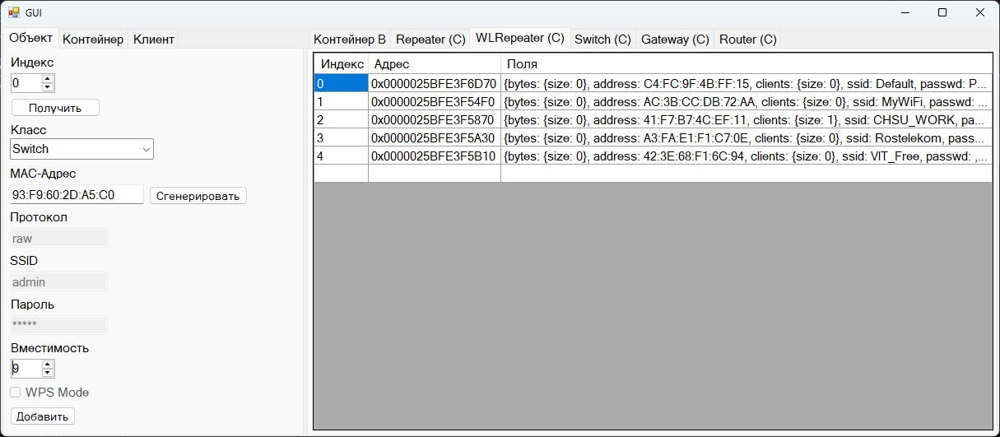 GUI
Объект Контейнер Клиент
Индекс
0
Получить
Класс
Switch
MAC-Адрес
93:F9:60:2D:A5:C0 Сгенерировать
Протокол
raw
SSID
admin
Пароль
*****
Вместимость
9
WPS Mode
Добавить
Контейнер B Repeater (C) WLRepeater (C) Switch (C) Gateway (C) Router (C)
Индекс Адрес Поля
0 0x0000025BFE3F6D70 {bytes: {size: 0}, address: C4:FC:9F:4B:FF:15, clients: {size: 0}, ssid: Default, passwd: P...
1 0x0000025BFE3F54F0 {bytes: {size: 0}, address: AC:3B:CC:DB:72:AA, clients: {size: 0}, ssid: MyWiFi, passwd: ...
2 0x0000025BFE3F5870 {bytes: {size: 0}, address: 41:F7:B7:4C:EF:11, clients: {size: 1}, ssid: CHSU_WORK, pa...
3 0x0000025BFE3F5A30 {bytes: {size: 0}, address: A3:FA:E1:F1:C7:0E, clients: {size: 0}, ssid: Rostelekom, pass...
4 0x0000025BFE3F5B10 {bytes: {size: 0}, address: 42:3E:68:F1:6C:94, clients: {size: 0}, ssid: VIT_Free, passwd: ,...